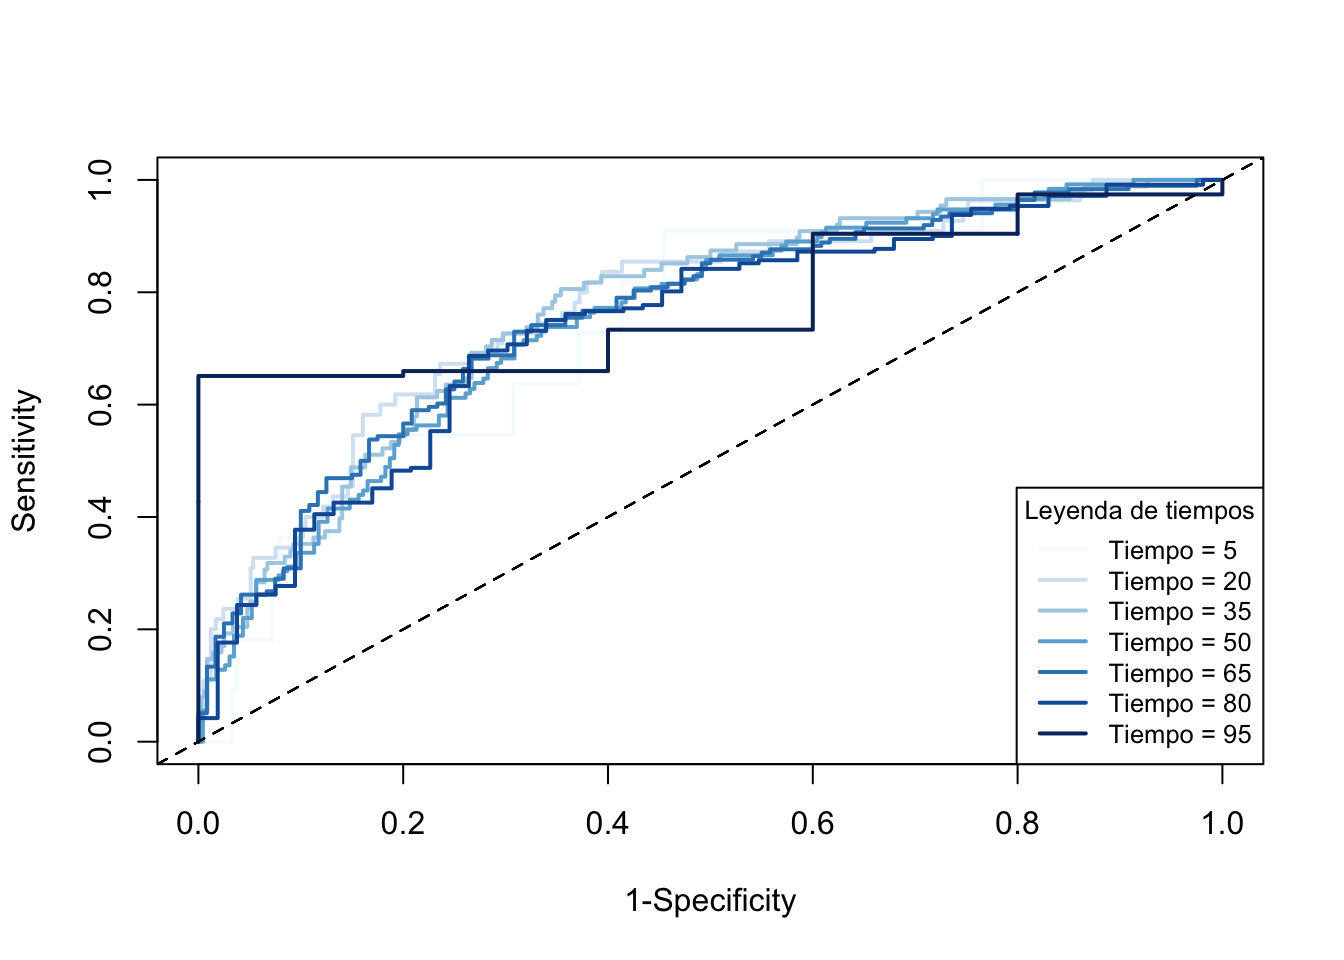 Sensitivity
1.0
0.8
0.6
0.4
0.2
0.0
Leyenda de tiempos
Tiempo = 5
Tiempo = 20
Tiempo = 35
Tiempo = 50
Tiempo = 65
Tiempo = 80
Tiempo = 95
0.0 0.2 0.4 0.6 0.8 1.0
1-Specificity